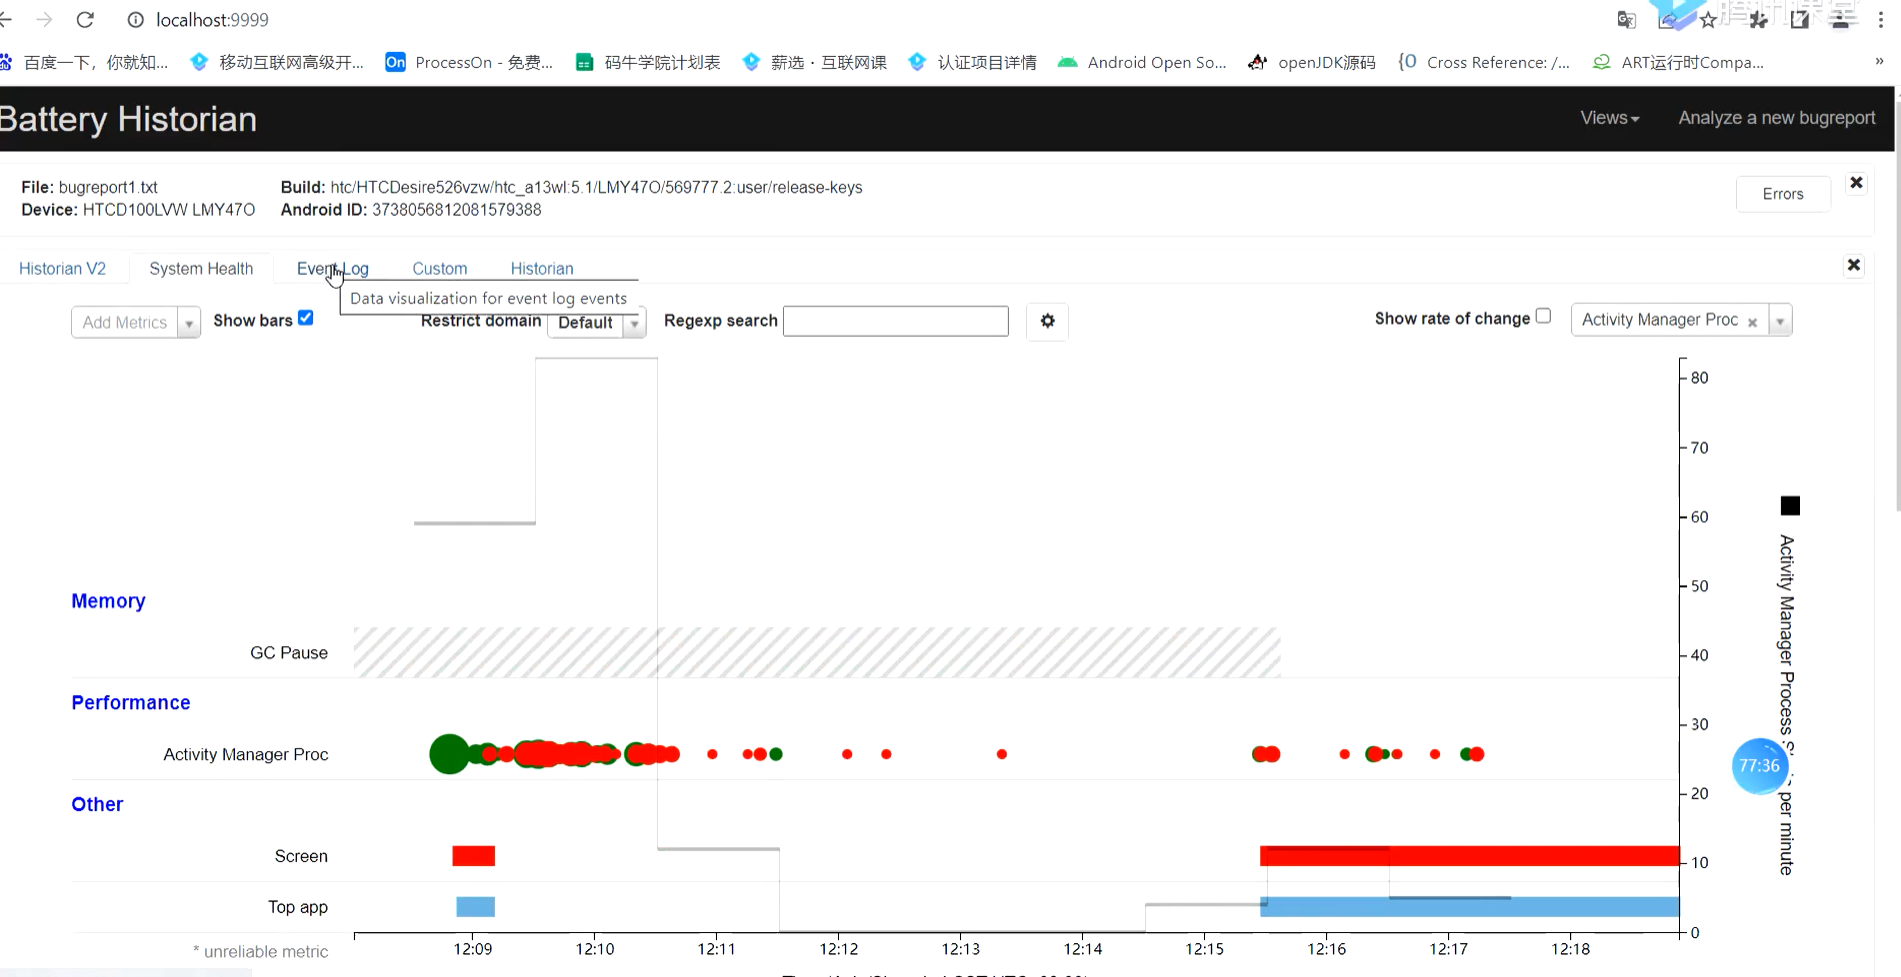 localhost:9999
腾讯课堂
百度一下，你就知... 移动互联网高级开... On ProcessOn - 免费... 码牛学院计划表 薪选 · 互联网课 认证项目详情 Android Open So... openJDK源码 {O Cross Reference: /... ART运行时Compa... »
Battery Historian Views Analyze a new bugreport
File: bugreport1.txt Build: htc/HTCDesire526vzw/htc_a13wl:5.1/LMY47O/569777.2:user/release-keys
Device: HTCD100LVW LMY47O Android ID: 3738056812081579388
Errors
Historian V2 System Health Event Log Custom Historian
Data visualization for event log events
Add Metrics Show bars Restrict domain Default Regexp search Show rate of change Activity Manager Proc ×
80
70
60
50
40
30
20
10
0
Memory
GC Pause
Performance
Activity Manager Proc
Other
Screen
Top app
* unreliable metric
12:09 12:10 12:11 12:12 12:13 12:14 12:15 12:16 12:17 12:18
Activity Manager Process per minute
77:36